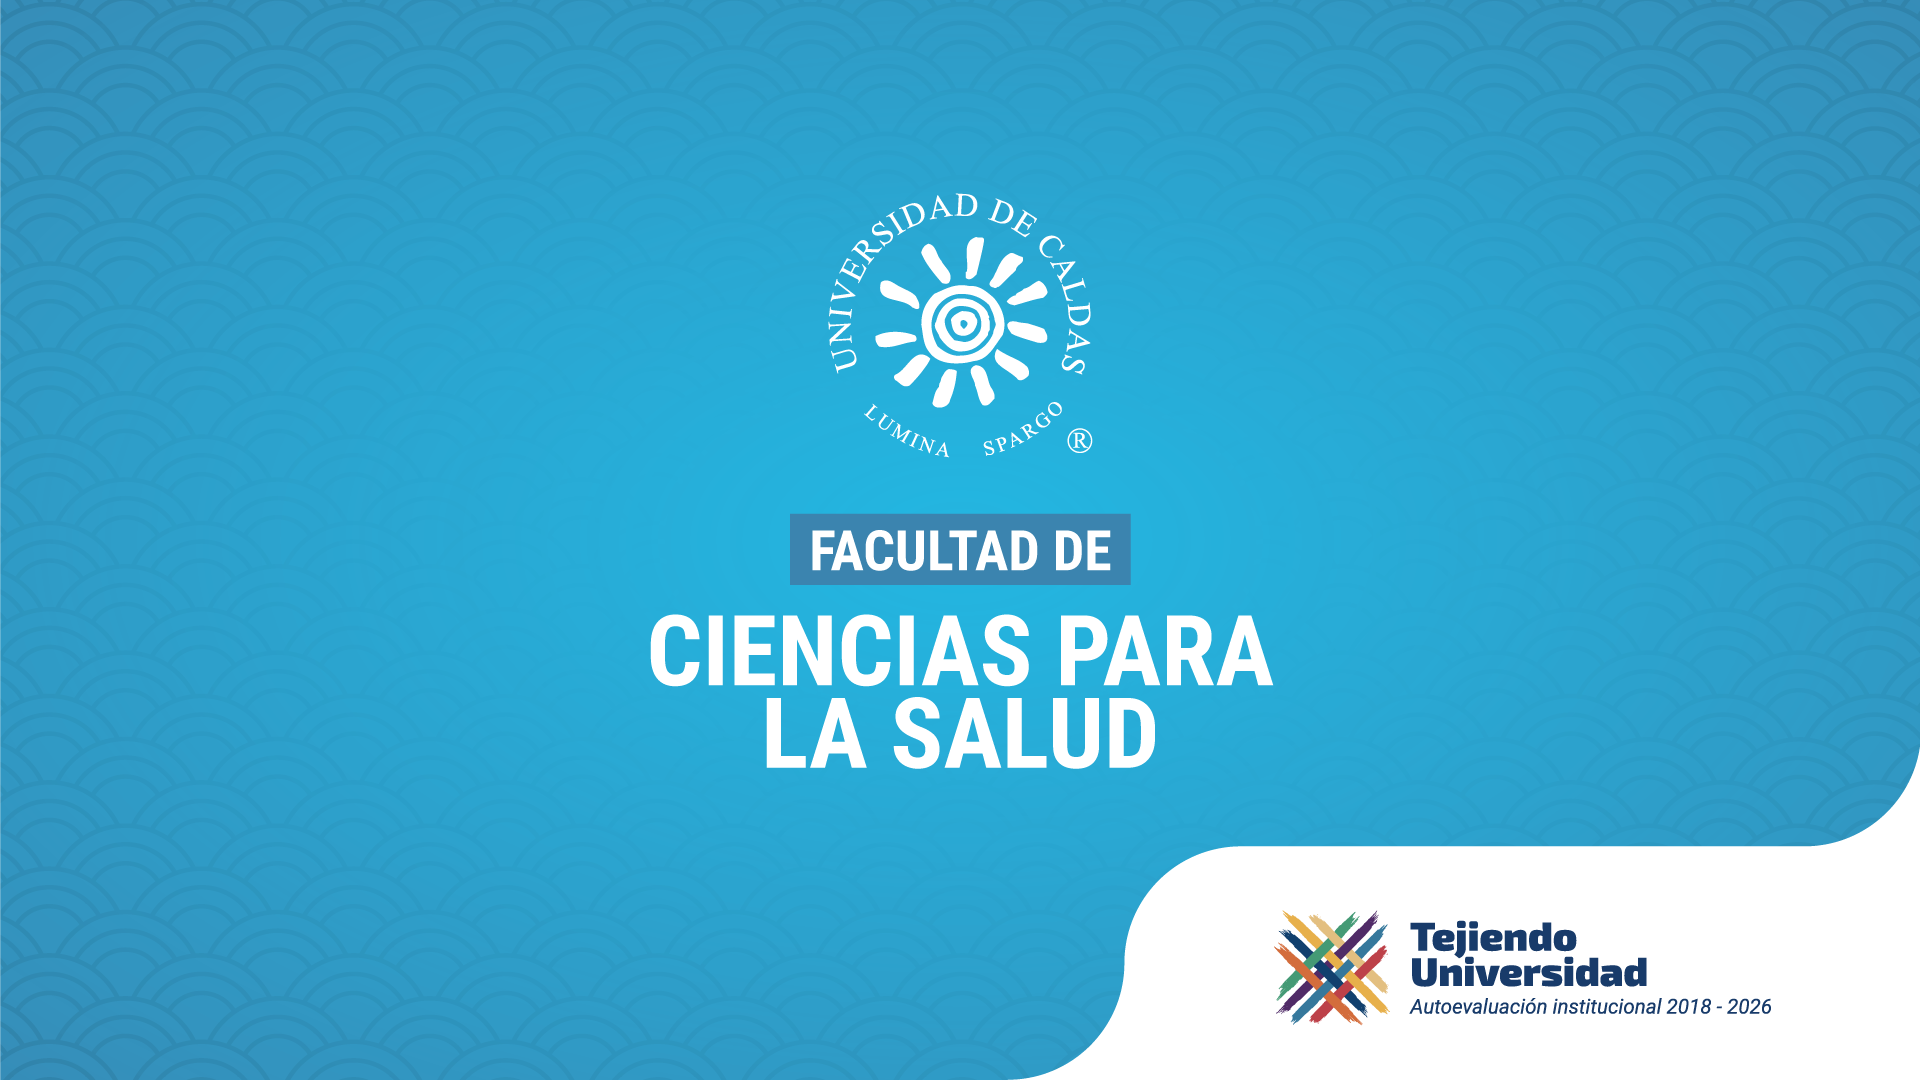 UNIVERSIDAD DE CALDAS
LUMINA SPARGO
®
FACULTAD DE
CIENCIAS PARA
LA SALUD
Tejiendo
Universidad
Autoevaluación institucional 2018 - 2026